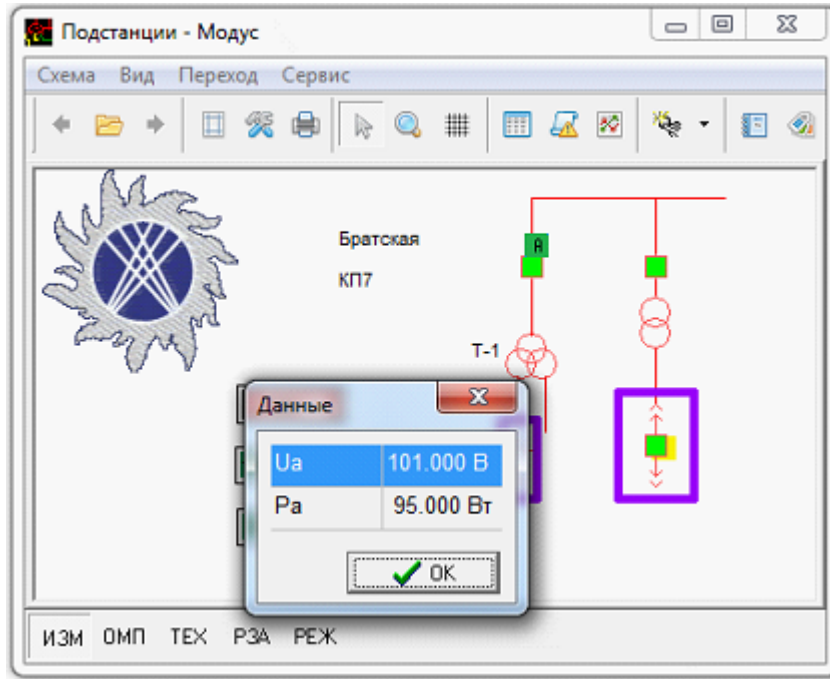 Подстанции - Модус
Схема Вид Переход Сервис
Братская
A
КП7
Т-1
Данные
Ua 101.000 В
Pa 95.000 Вт
OK
ИЗМ ОМП ТЕХ РЗА РЕЖ